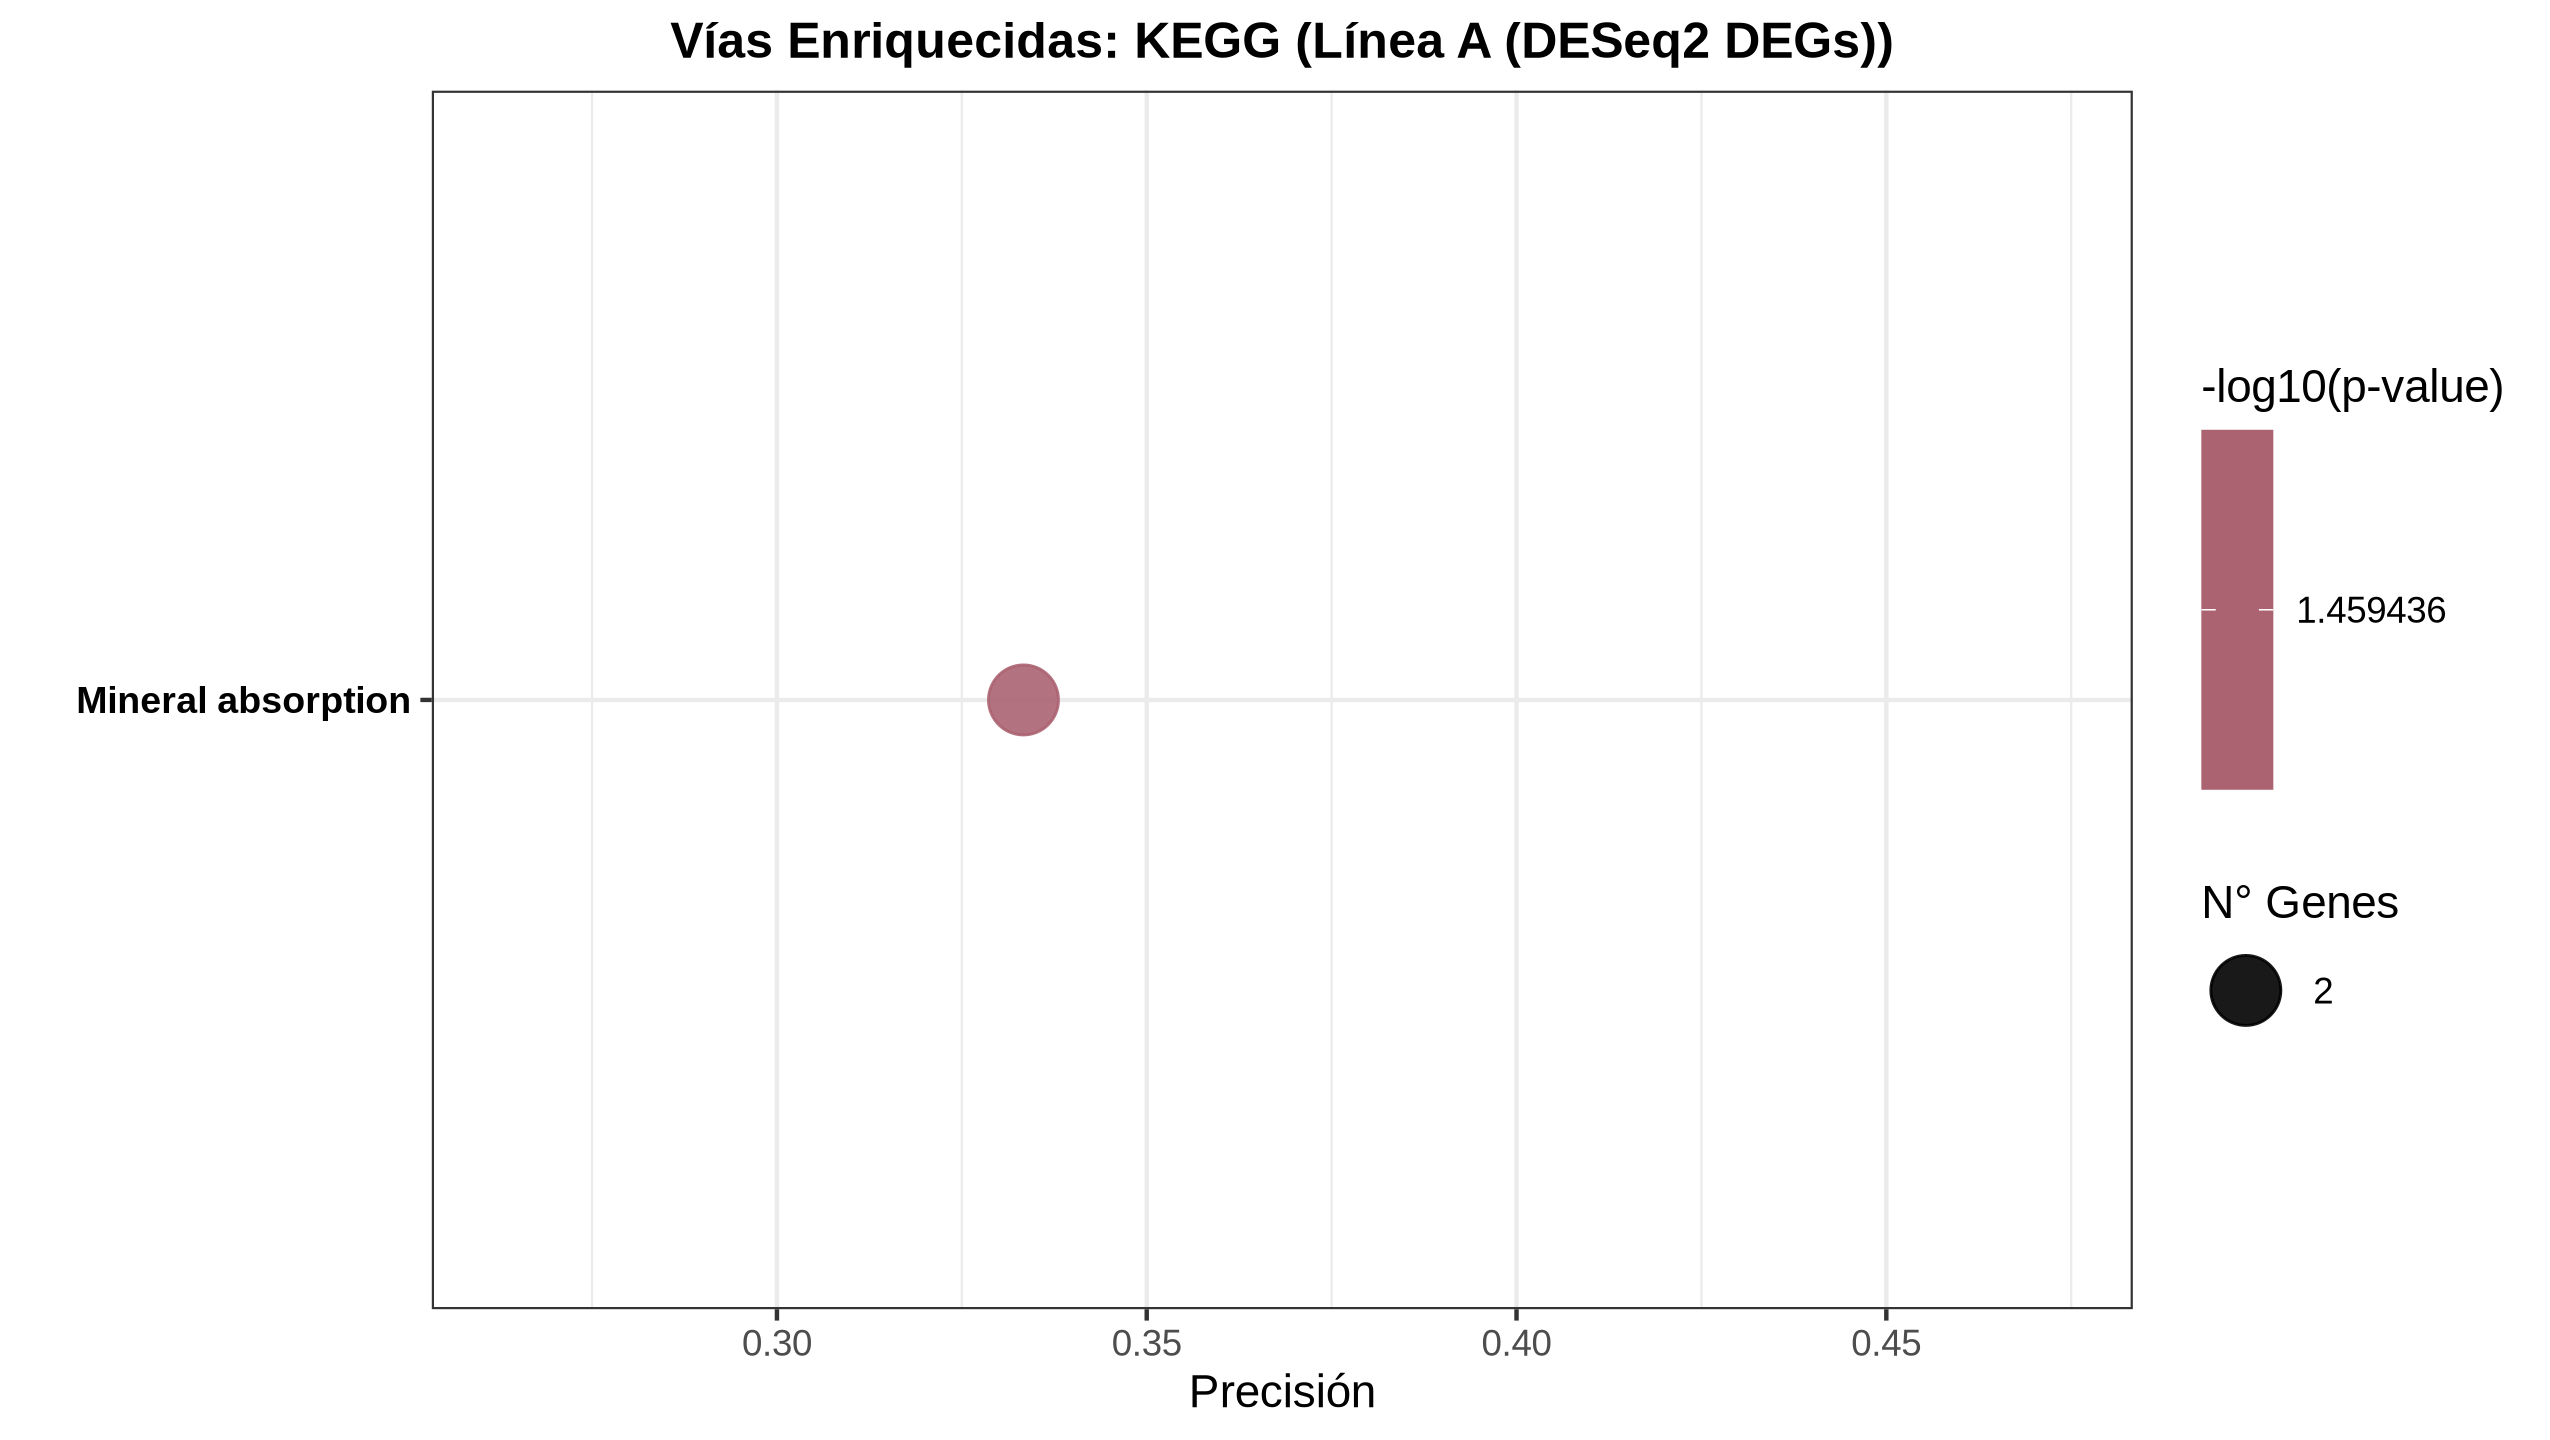 Vías Enriquecidas: KEGG (Línea A (DESeq2 DEGs))
Mineral absorption
0.30
0.35
0.40
0.45
Precisión
-log10(p-value)
1.459436
N° Genes
2